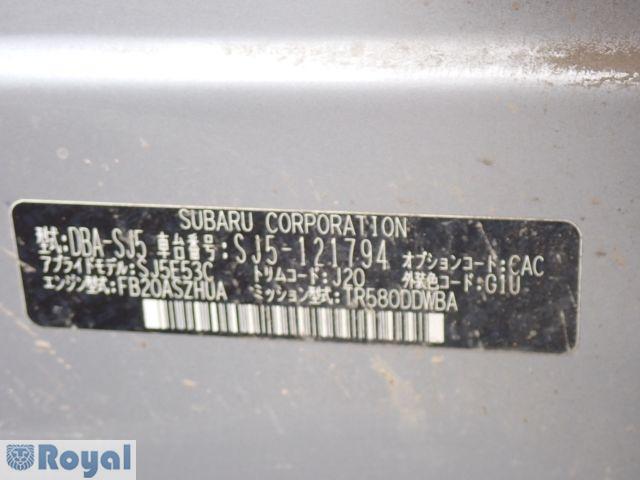 SUBARU CORPORATION
型式:DBA-SJ5 車台番号:SJ5-121794 オプションコード:CAC
アプライドモデル:SJ5E53C トリムコード:J20 外装色コード:G1U
エンジン型式:FB20ASZHUA ミッション型式:TR580DDWBA
Royal